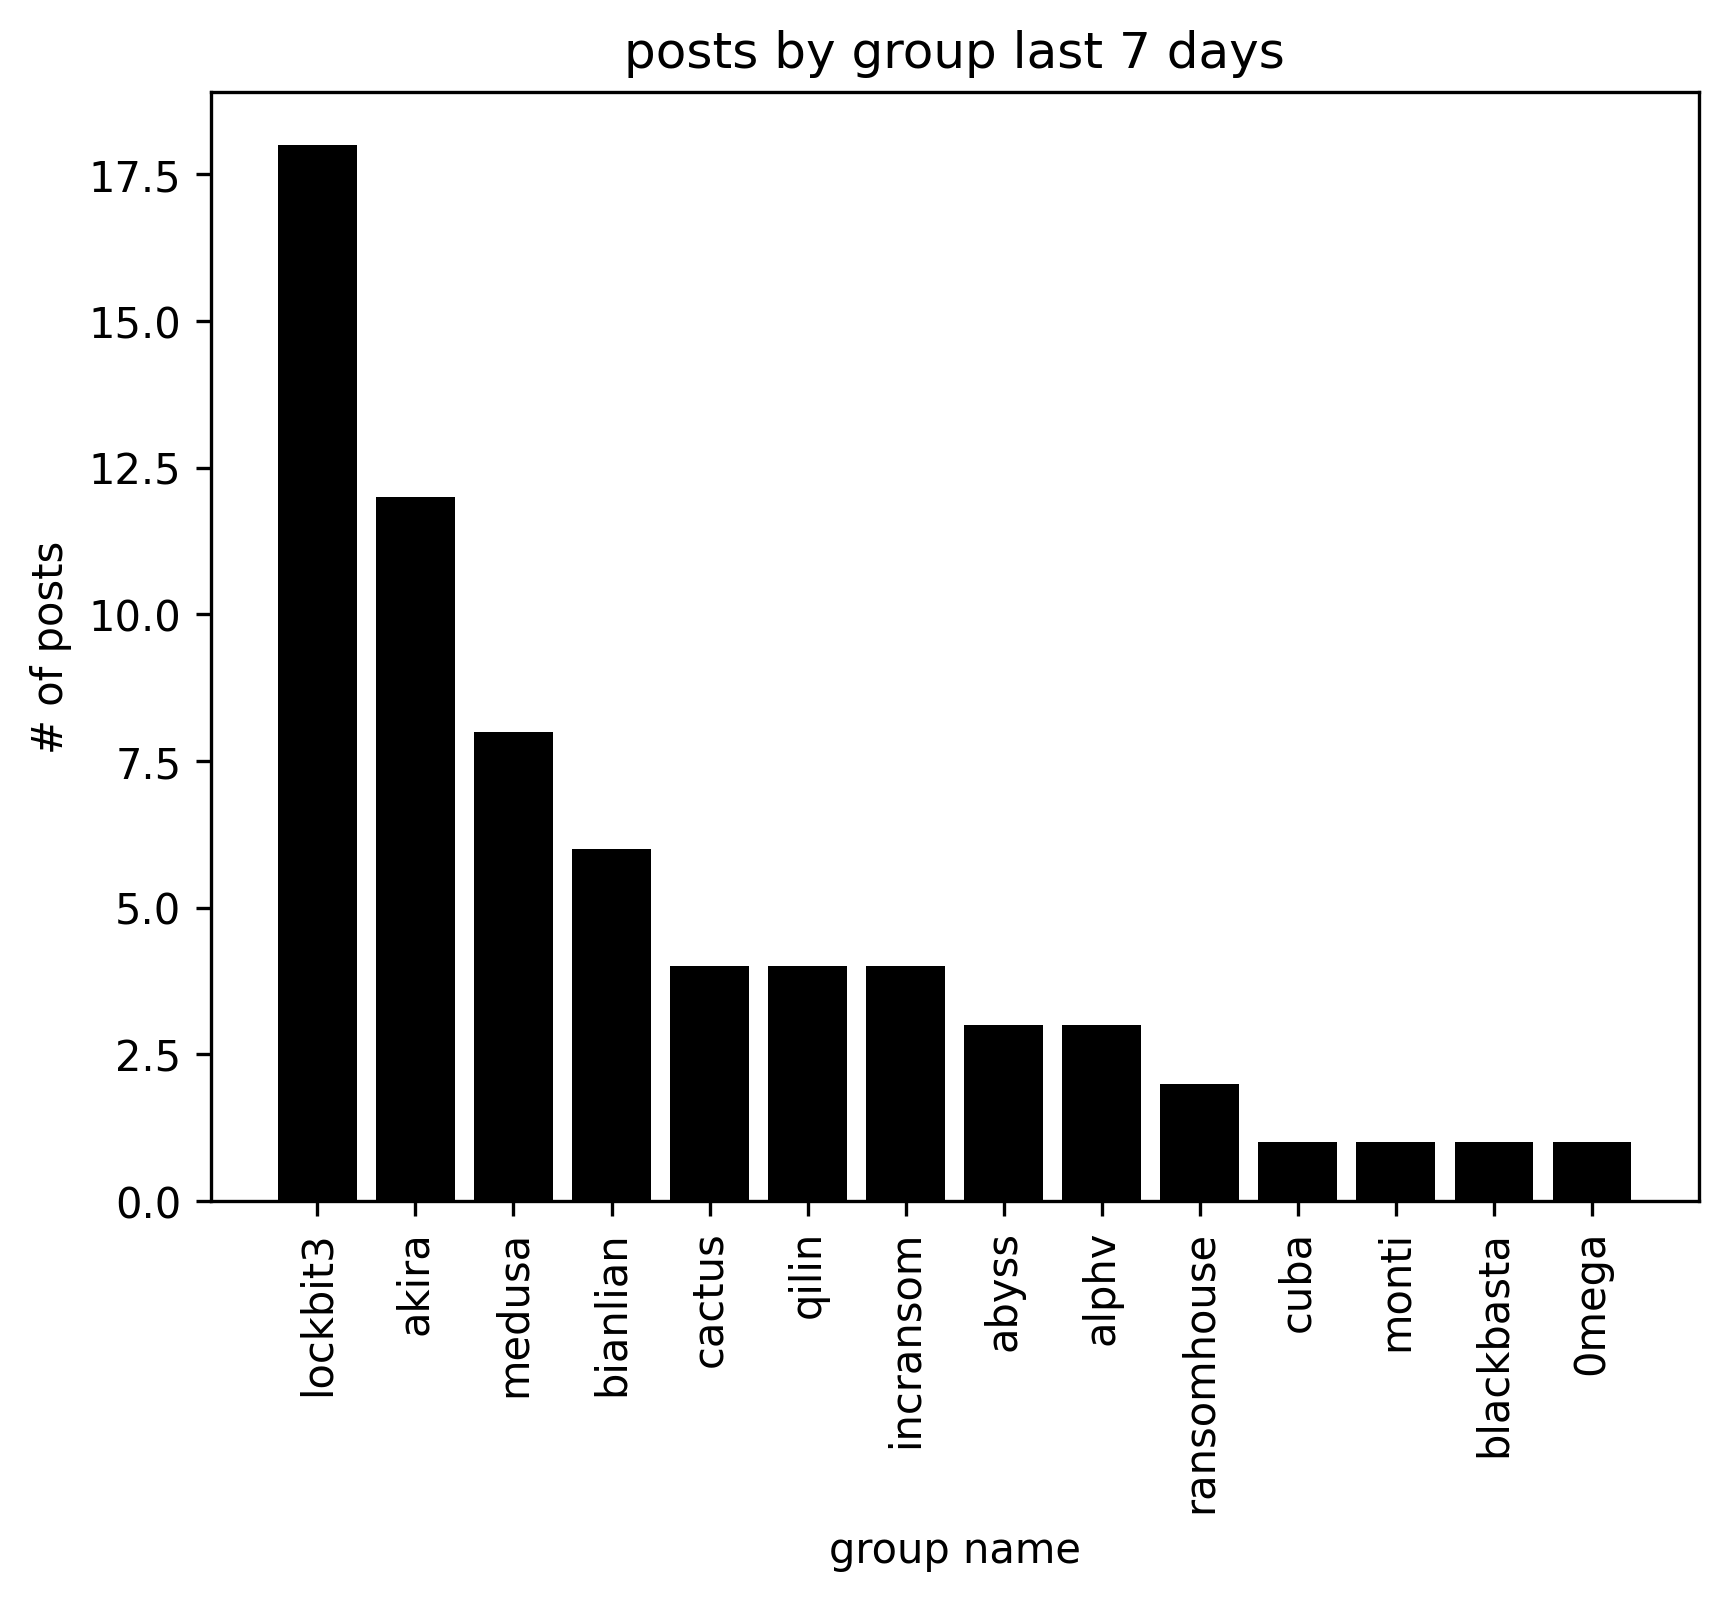 posts by group last 7 days
# of posts
17.5
15.0
12.5
10.0
7.5
5.0
2.5
0.0
lockbit3
akira
medusa
bianlian
cactus
qilin
incransom
abyss
alphv
ransomhouse
cuba
monti
blackbasta
0mega
group name